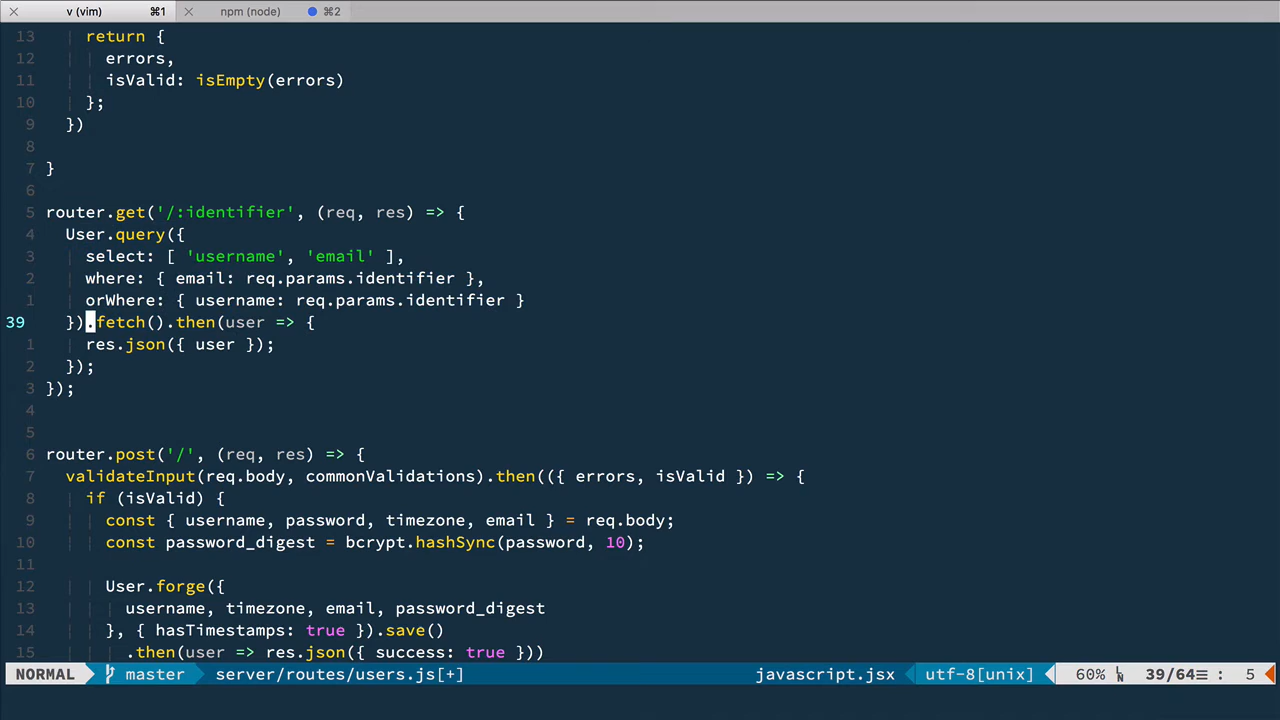 v (vim) ⌘1 npm (node) ⌘2
13 return {
12 errors,
11 isValid: isEmpty(errors)
10 };
9 })
8
7 }
6
5 router.get('/:identifier', (req, res) => {
4 User.query({
3 select: [ 'username', 'email' ],
2 where: { email: req.params.identifier },
1 orWhere: { username: req.params.identifier }
39 }).fetch().then(user => {
1 res.json({ user });
2 });
3 });
4
5
6 router.post('/', (req, res) => {
7 validateInput(req.body, commonValidations).then(({ errors, isValid }) => {
8 if (isValid) {
9 const { username, password, timezone, email } = req.body;
10 const password_digest = bcrypt.hashSync(password, 10);
11
12 User.forge({
13 username, timezone, email, password_digest
14 }, { hasTimestamps: true }).save()
15 .then(user => res.json({ success: true }))
NORMAL master server/routes/users.js[+] javascript.jsx utf-8[unix] 60% 39/64≡ : 5